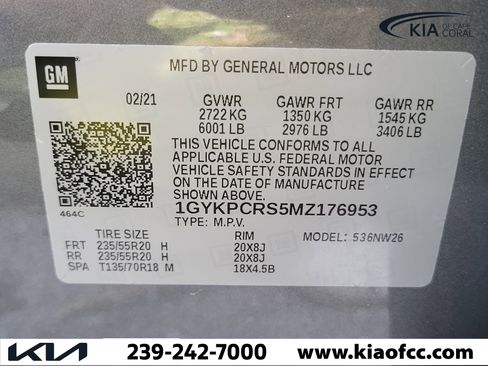 KIA OF CAPE CORAL
GM
MFD BY GENERAL MOTORS LLC
02/21 GVWR GAWR FRT GAWR RR
2722 KG 1350 KG 1545 KG
6001 LB 2976 LB 3406 LB
THIS VEHICLE CONFORMS TO ALL
APPLICABLE U.S. FEDERAL MOTOR
VEHICLE SAFETY STANDARDS IN EFFECT
ON THE DATE OF MANUFACTURE SHOWN ABOVE.
464C
1GYKPCRS5MZ176953
TYPE: M.P.V. MODEL: 536NW26
TIRE SIZE RIM
FRT 235/55R20 H 20X8J
RR 235/55R20 H 20X8J
SPA T135/70R18 M 18X4.5B
KIA 239-242-7000 www.kiaofcc.com